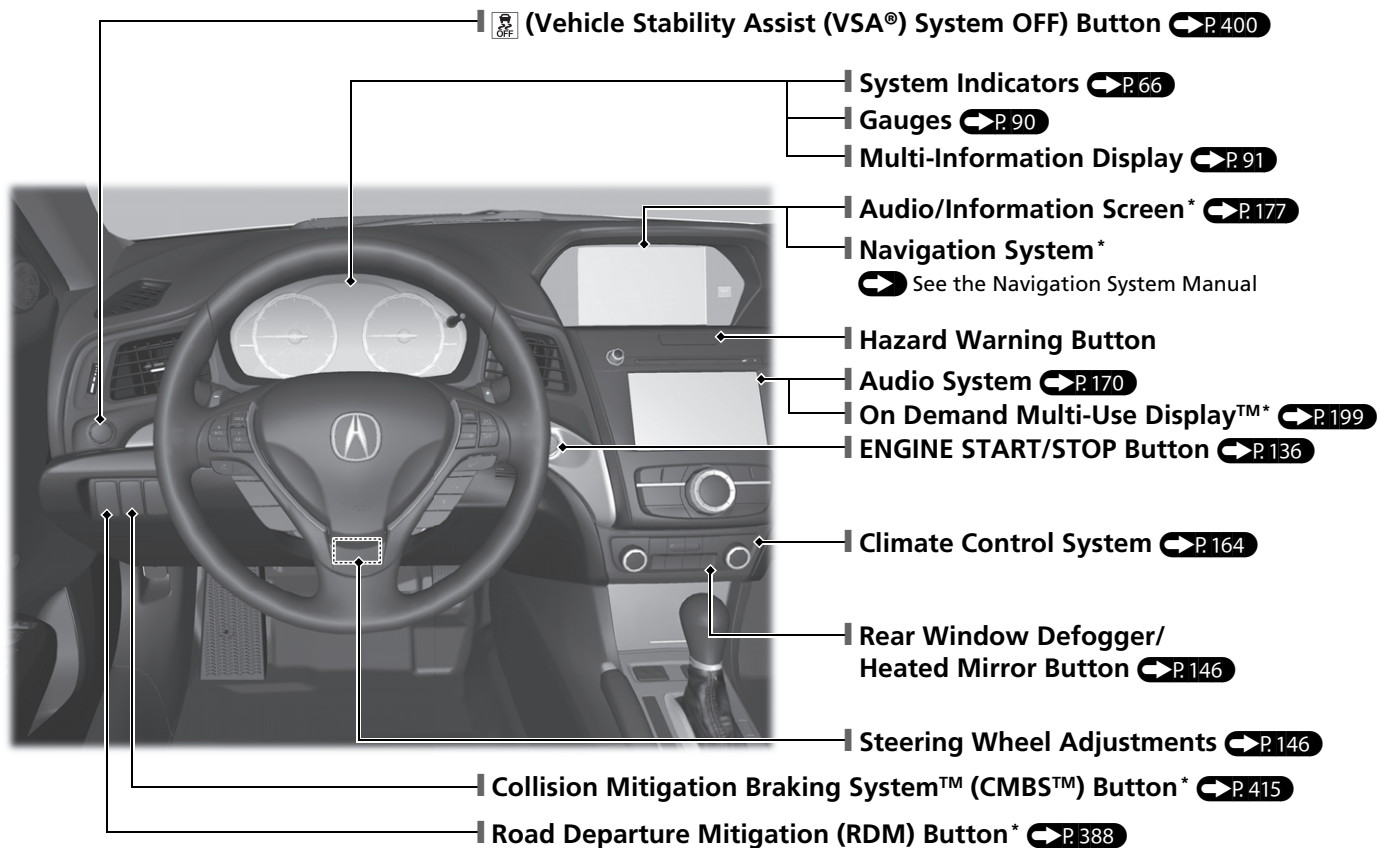 OFF (Vehicle Stability Assist (VSA®) System OFF) Button P. 400
System Indicators P. 66
Gauges P. 90
Multi-Information Display P. 91
Audio/Information Screen* P. 177
Navigation System*
See the Navigation System Manual
Hazard Warning Button
Audio System P. 170
On Demand Multi-Use Display™* P. 199
ENGINE START/STOP Button P. 136
Climate Control System P. 164
Rear Window Defogger/
Heated Mirror Button P. 146
Steering Wheel Adjustments P. 146
Collision Mitigation Braking System™ (CMBS™) Button* P. 415
Road Departure Mitigation (RDM) Button* P. 388